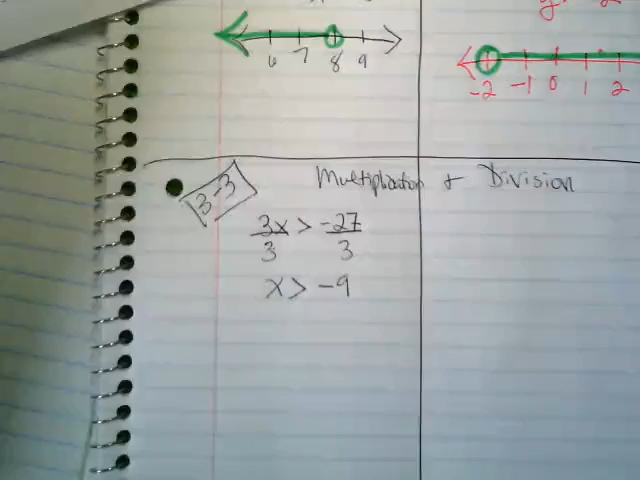 6 7 8 9
-2 -1 0 1 2
3-3
Multiplication + Division
3x > -27
3 3
x > -9